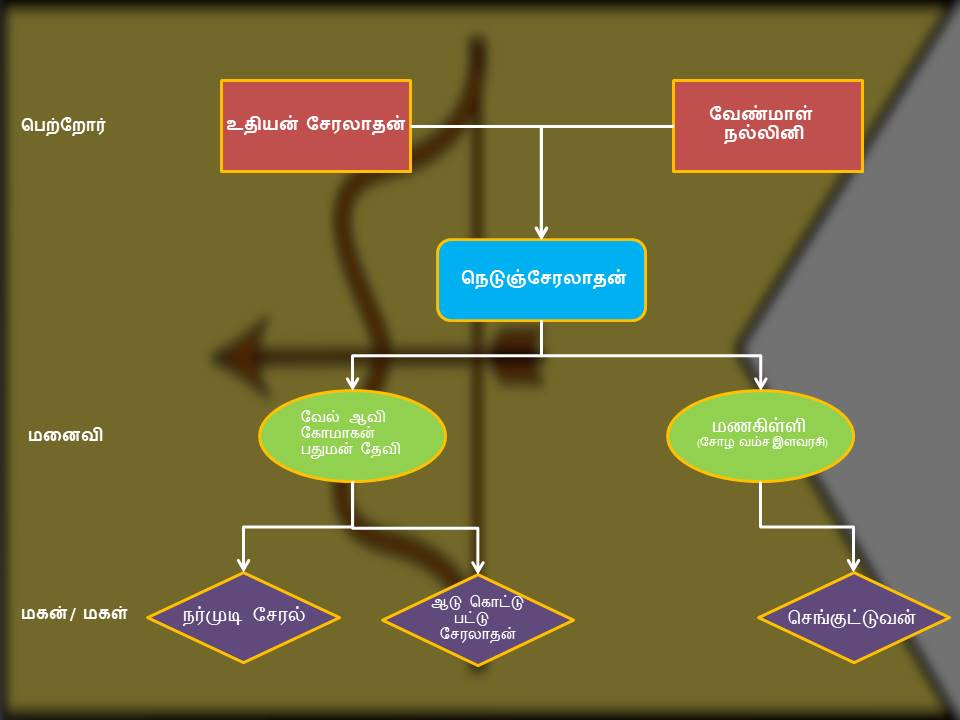 பெற்றோர்
உதியன் சேரலாதன்
வேண்மாள்
நல்லினி
நெடுஞ்சேரலாதன்
மனைவி
வேல் ஆவி
கோமாகன்
பதுமன் தேவி
மணகிள்ளி
(சோழ வம்ச இளவரசி)
மகன்/ மகள்
நர்முடி சேரல்
ஆடு கொட்டு
பட்டு
சேரலாதன்
செங்குட்டுவன்